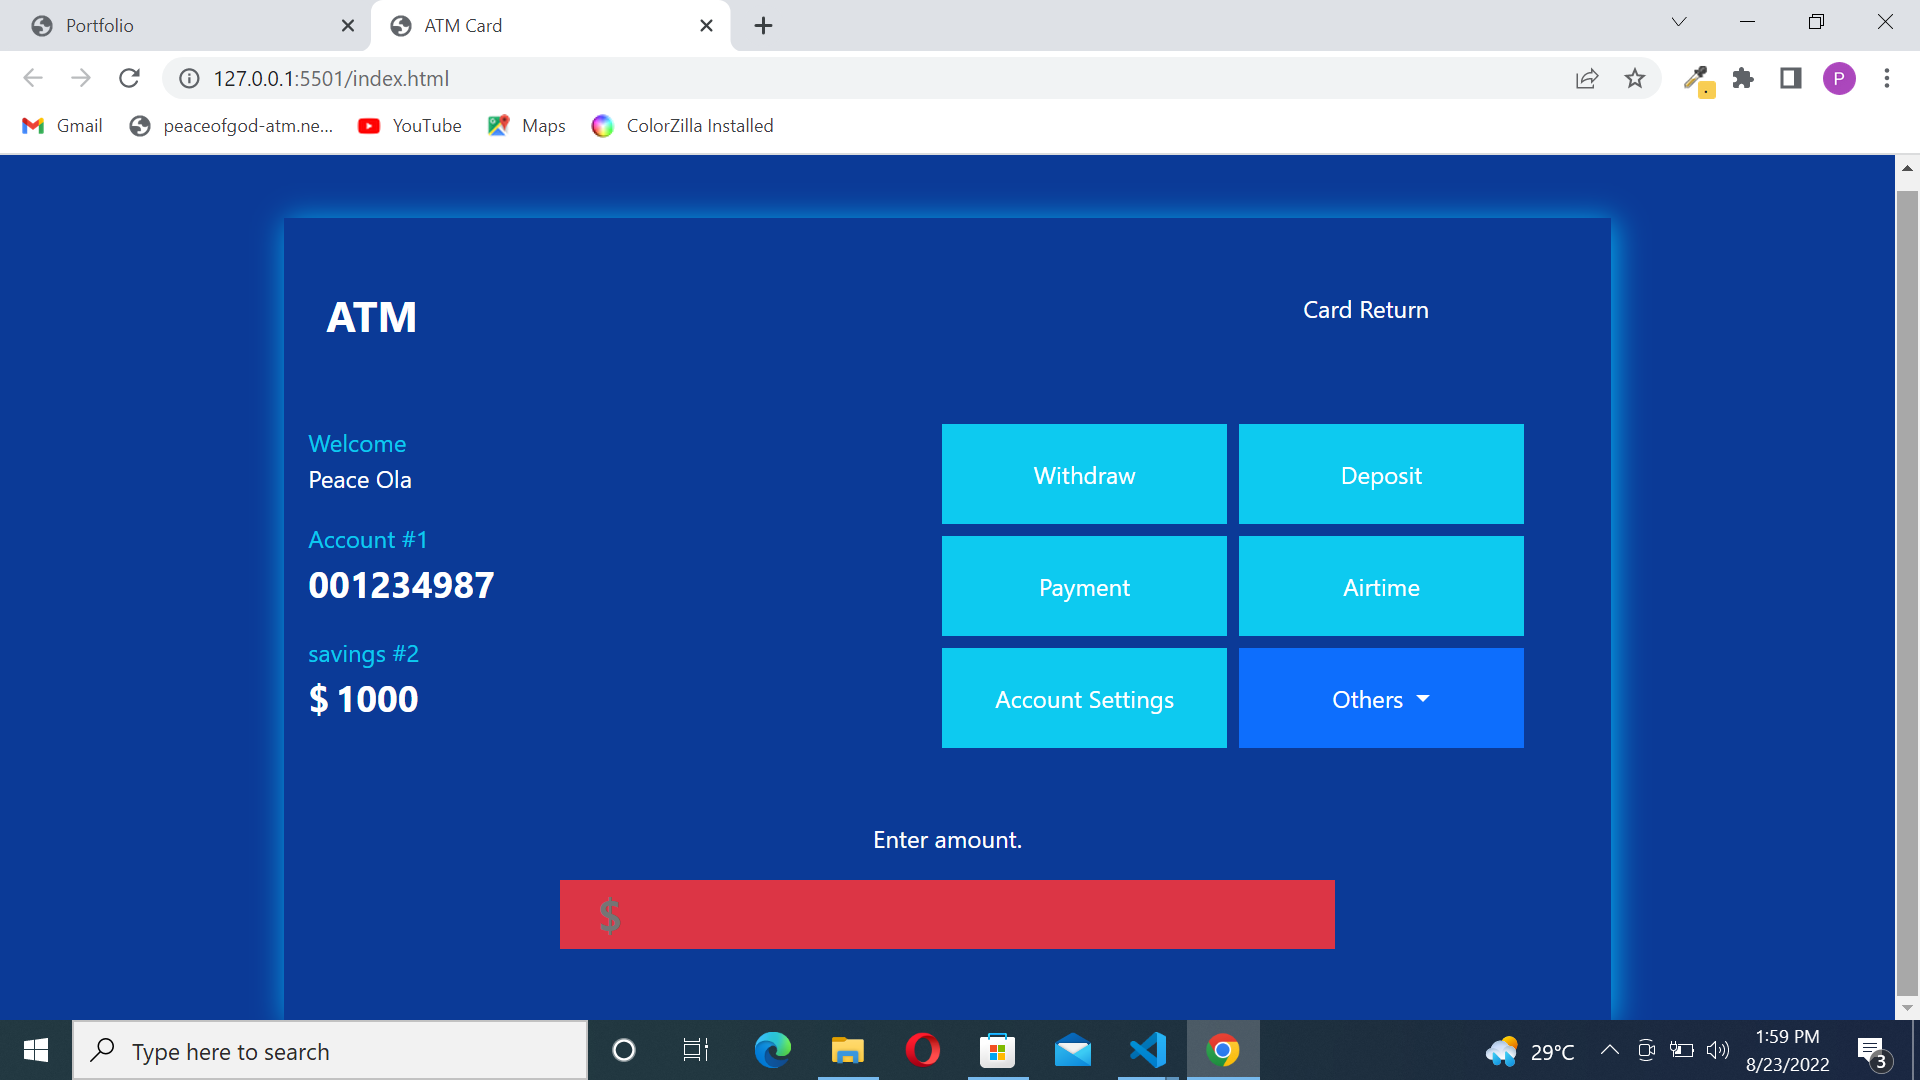 Portfolio
ATM Card
127.0.0.1:5501/index.html
P
Gmail
peaceofgod-atm.ne...
YouTube
Maps
ColorZilla Installed
ATM
Card Return
Welcome
Peace Ola
Account #1
001234987
savings #2
$ 1000
Withdraw
Deposit
Payment
Airtime
Account Settings
Others
Enter amount.
$
Type here to search
29°C
1:59 PM
8/23/2022
3